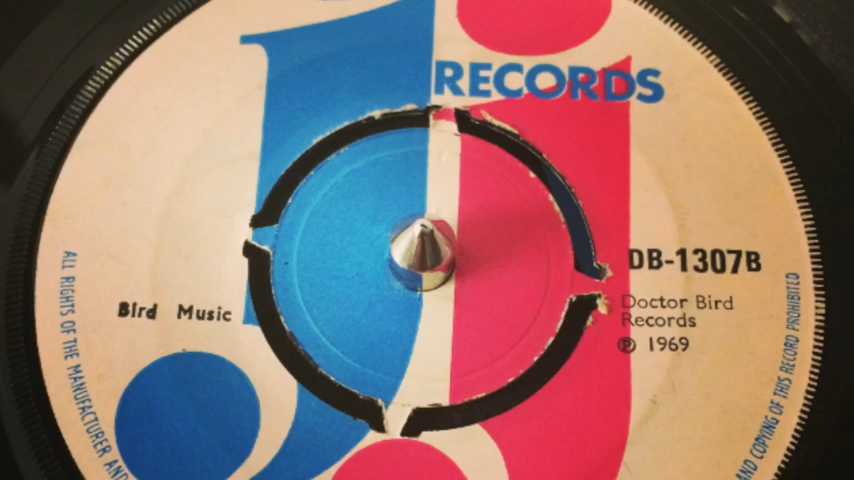 RECORDS
DB-1307B
Bird Music
Doctor Bird
Records
℗ 1969
ALL RIGHTS OF THE MANUFACTURER AND
AND COPYING OF THIS RECORD PROHIBITED